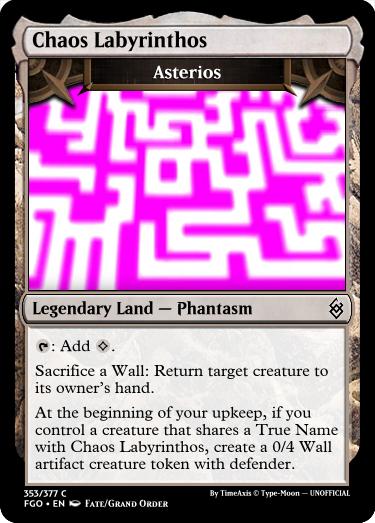 Chaos Labyrinthos
Asterios
Legendary Land — Phantasm
: Add .
Sacrifice a Wall: Return target creature to
its owner's hand.
At the beginning of your upkeep, if you
control a creature that shares a True Name
with Chaos Labyrinthos, create a 0/4 Wall
artifact creature token with defender.
353/377 C
FGO • EN Fate/Grand Order
By TimeAxis © Type-Moon — UNOFFICIAL